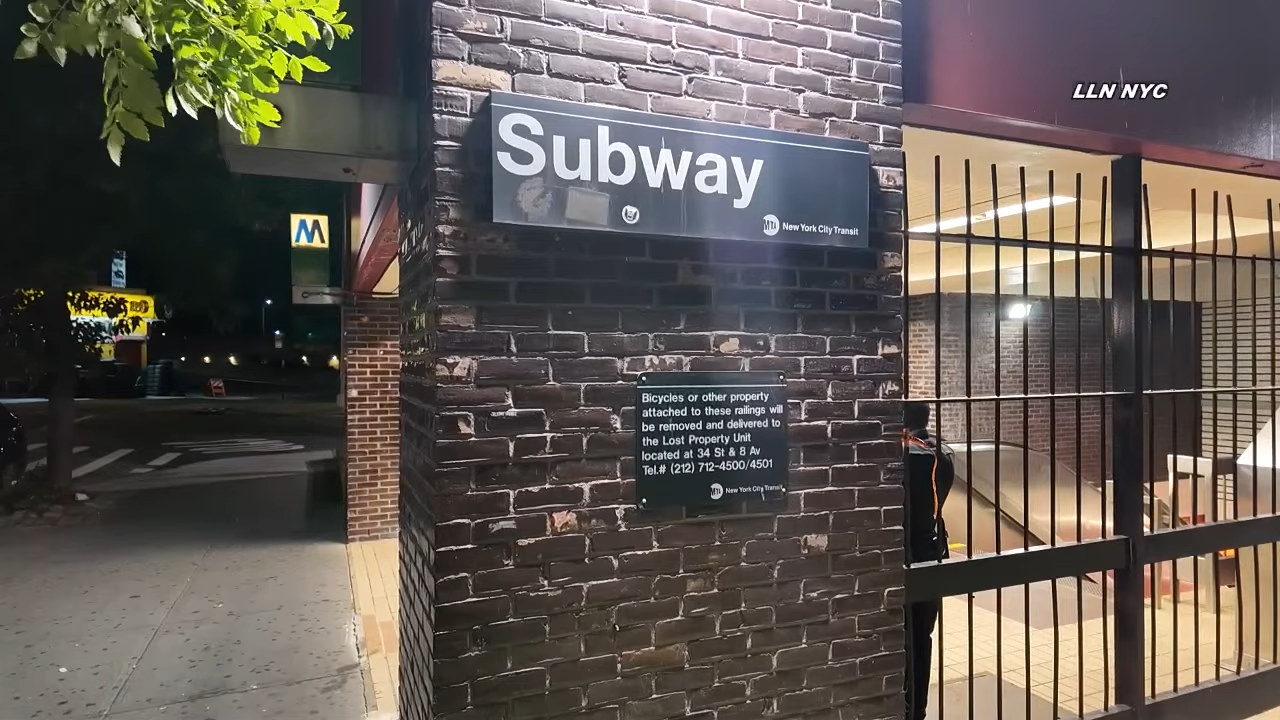 LLN NYC
Subway
MTA New York City Transit
M
Bicycles or other property
attached to these railings will
be removed and delivered to
the Lost Property Unit
located at 34 St & 8 Av
Tel.# (212) 712-4500/4501
MTA New York City Transit